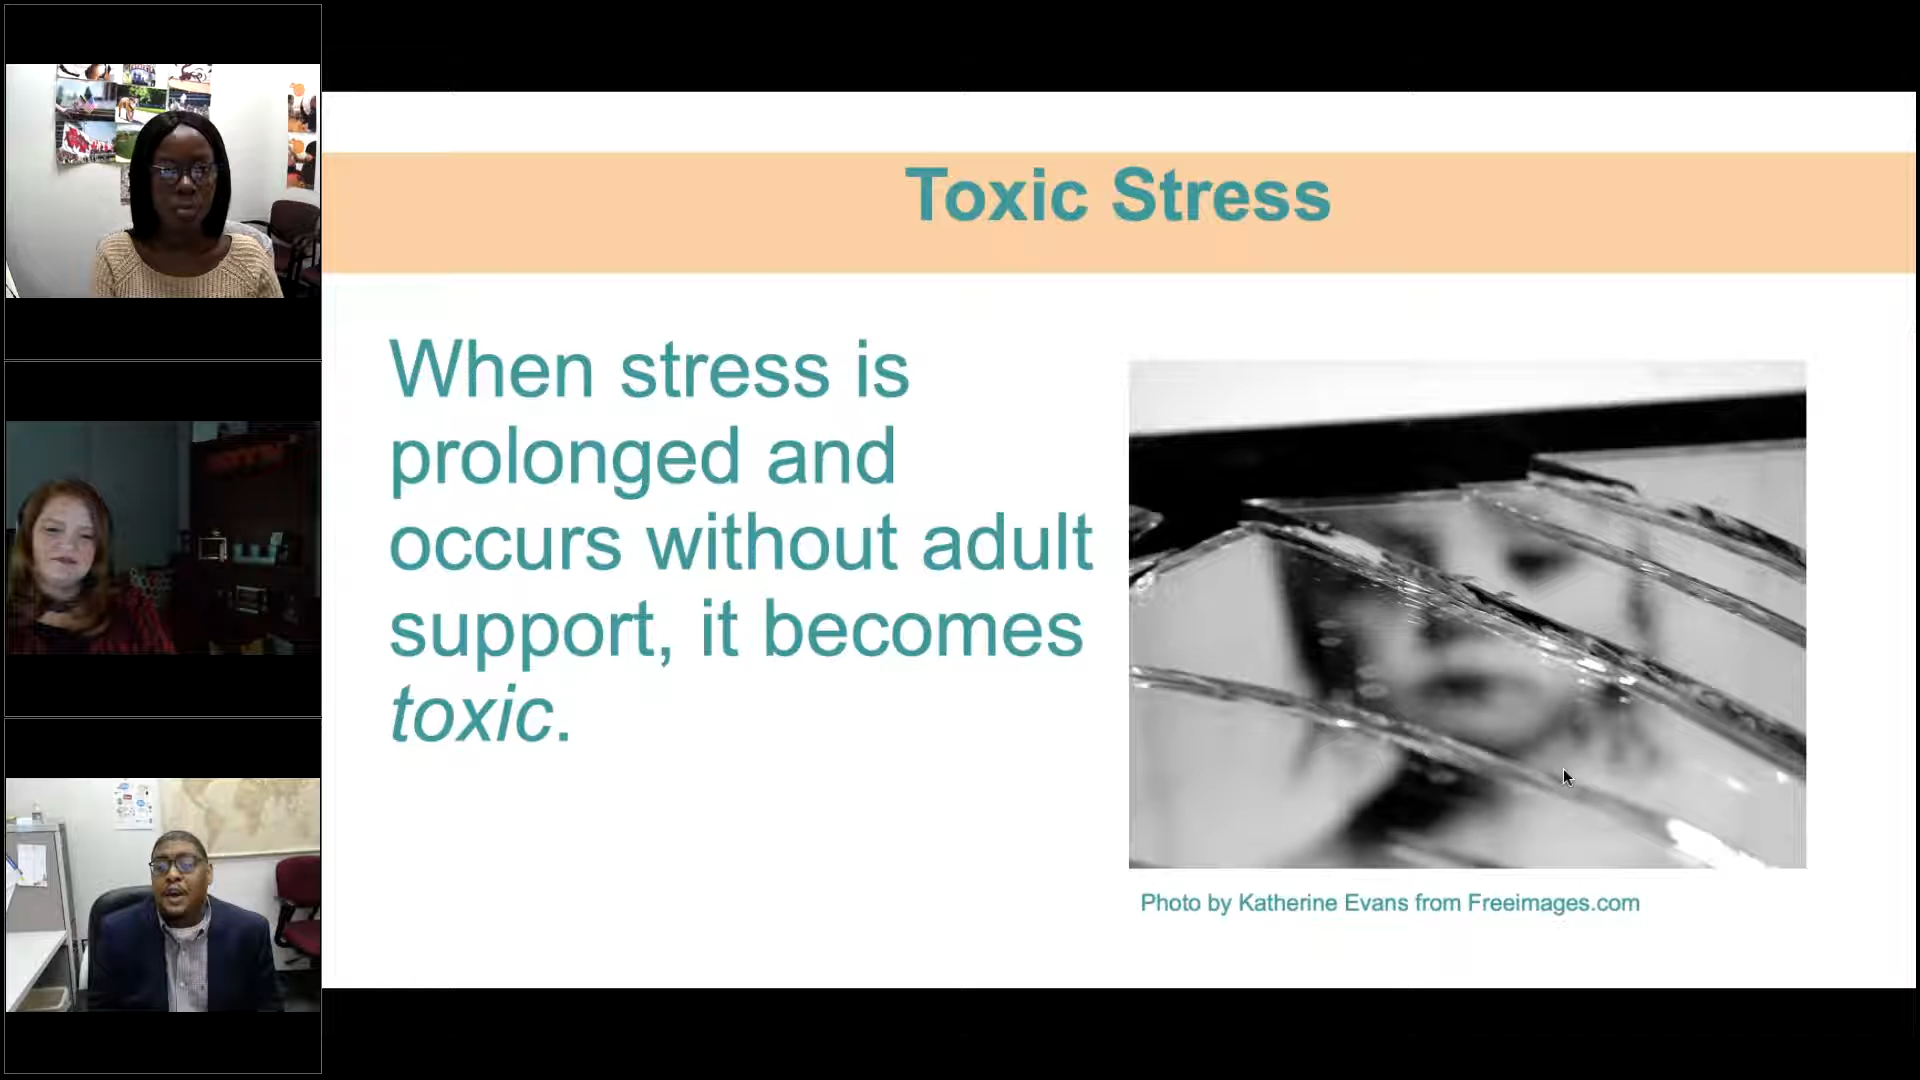 Toxic Stress
When stress is
prolonged and
occurs without adult
support, it becomes
toxic.
Photo by Katherine Evans from Freeimages.com